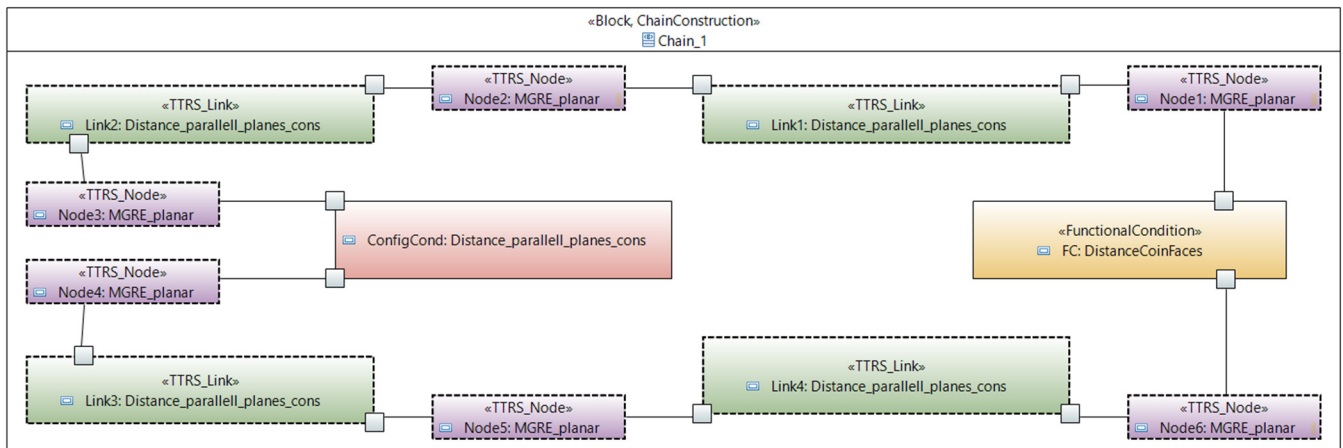 «Block, ChainConstruction»
Chain_1
«TTRS_Link»
Link2: Distance_parallell_planes_cons
«TTRS_Node»
Node2: MGRE_planar
«TTRS_Link»
Link1: Distance_parallell_planes_cons
«TTRS_Node»
Node1: MGRE_planar
«TTRS_Node»
Node3: MGRE_planar
ConfigCond: Distance_parallell_planes_cons
«FunctionalCondition»
FC: DistanceCoinFaces
«TTRS_Node»
Node4: MGRE_planar
«TTRS_Link»
Link3: Distance_parallell_planes_cons
«TTRS_Node»
Node5: MGRE_planar
«TTRS_Link»
Link4: Distance_parallell_planes_cons
«TTRS_Node»
Node6: MGRE_planar